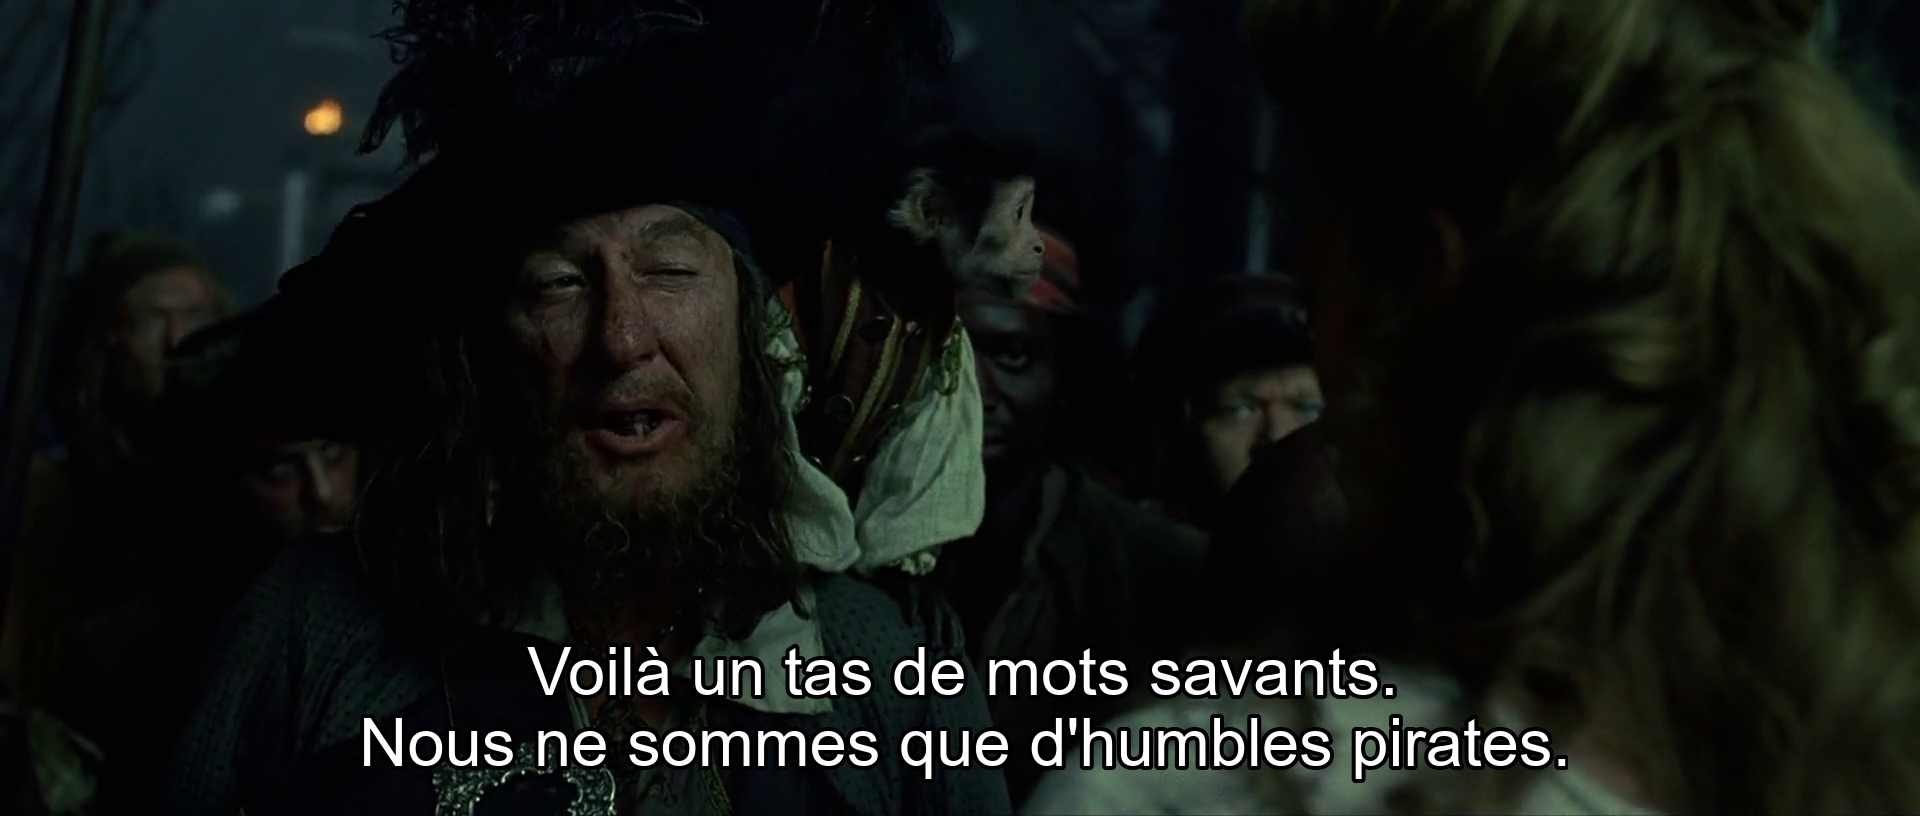 Voilà un tas de mots savants.
Nous ne sommes que d'humbles pirates.